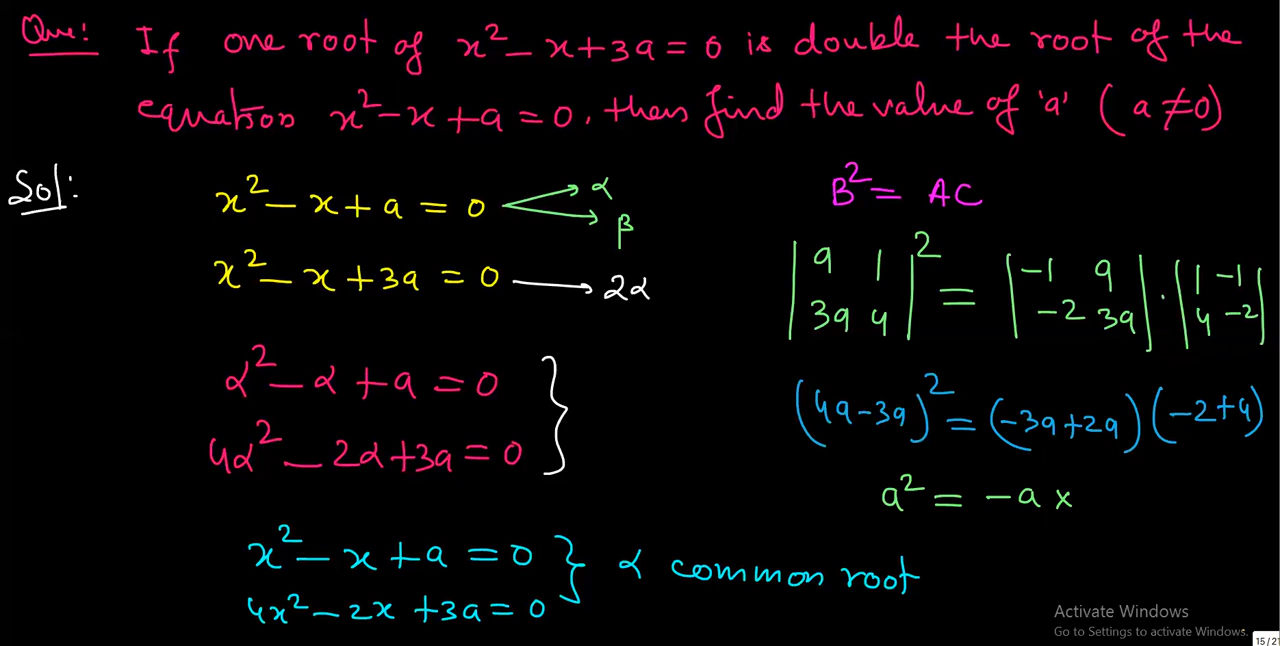 Que: If one root of x² - x + 3a = 0 is double the root of the
equation x² - x + a = 0, then find the value of 'a' (a ≠ 0)
Sol:
x² - x + a = 0 α
β
x² - x + 3a = 0 → 2α
α² - α + a = 0
4α² - 2α + 3a = 0 }
x² - x + a = 0
4x² - 2x + 3a = 0 } α common root
B² = AC
|a 1|² = |-1 a| · |1 -1|
|3a 4| |-2 3a| |4 -2|
(4a - 3a)² = (-3a + 2a)(-2 + 4)
a² = -a ×
Activate Windows
Go to Settings to activate Windows.
15 / 21